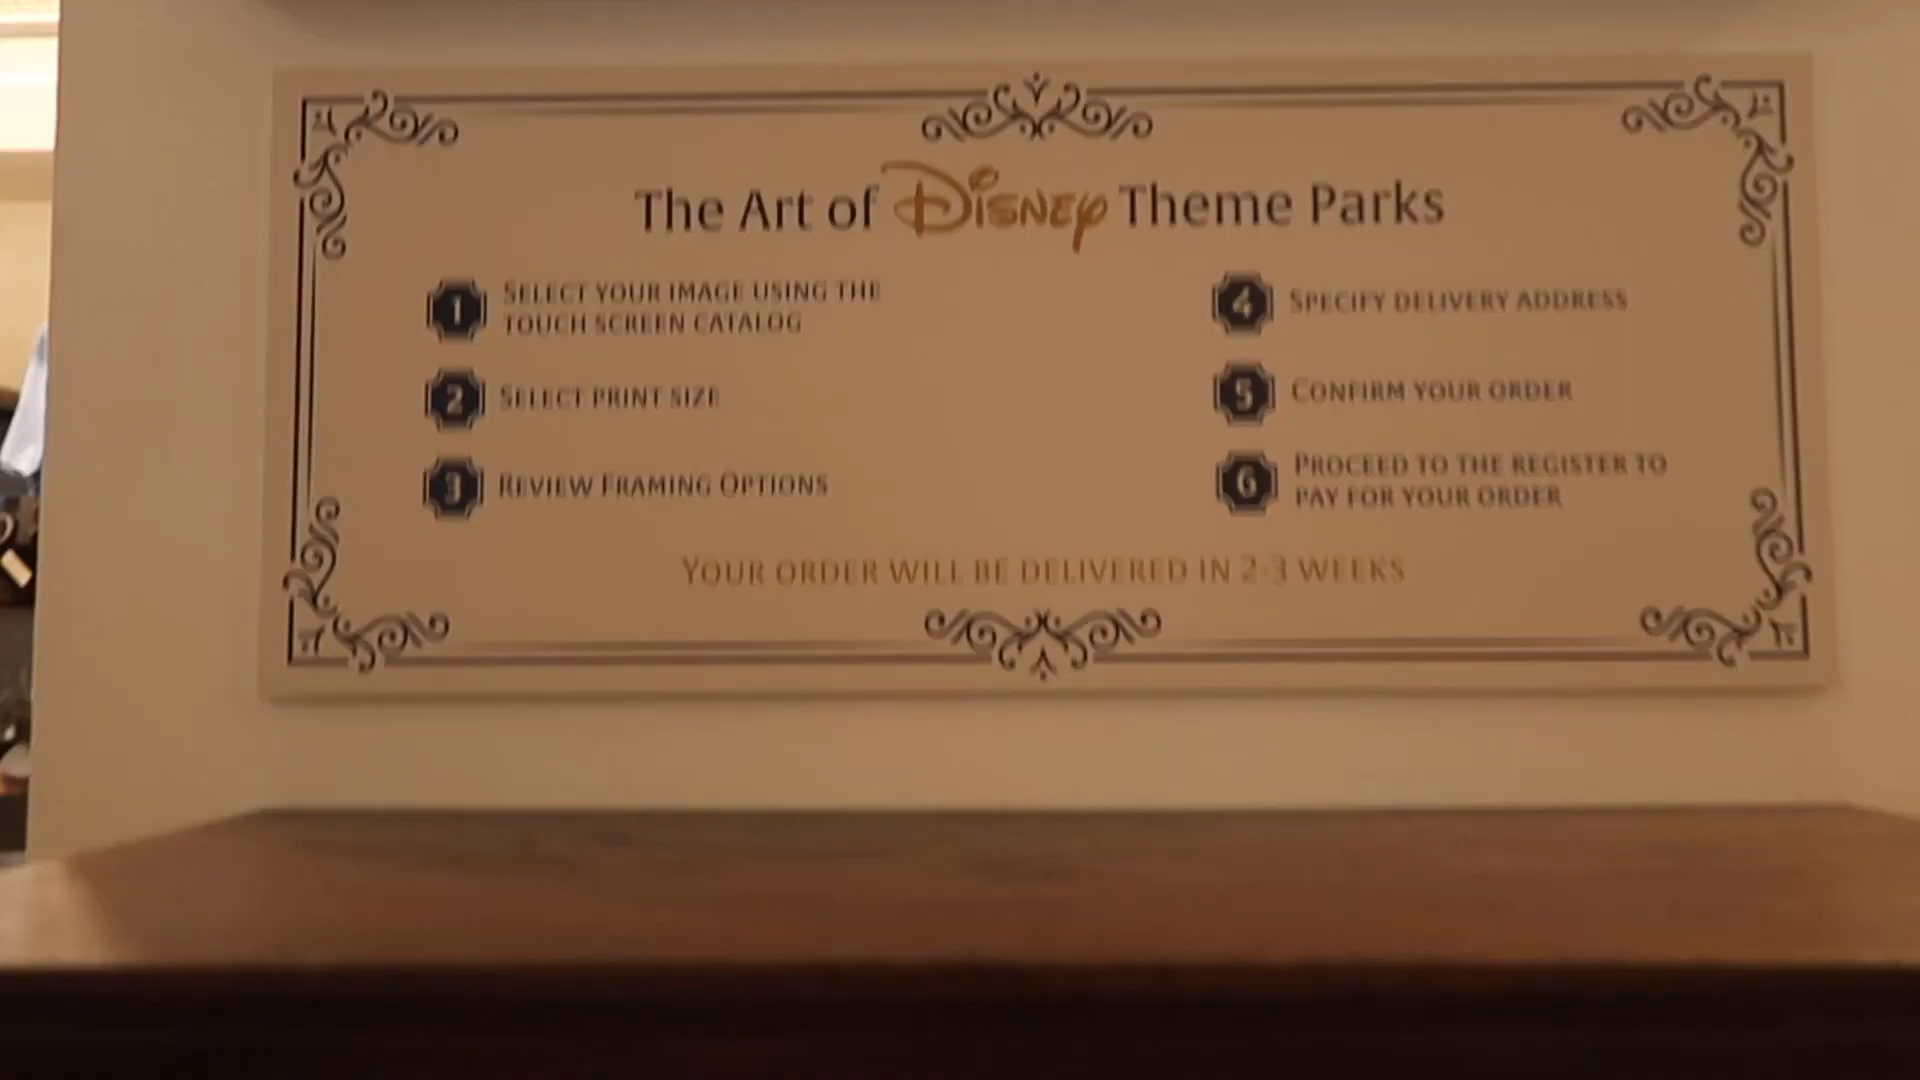 The Art of Disney Theme Parks
1 SELECT YOUR IMAGE USING THE
TOUCH SCREEN CATALOG
2 SELECT PRINT SIZE
3 REVIEW FRAMING OPTIONS
4 SPECIFY DELIVERY ADDRESS
5 CONFIRM YOUR ORDER
6 PROCEED TO THE REGISTER TO
PAY FOR YOUR ORDER
YOUR ORDER WILL BE DELIVERED IN 2-3 WEEKS